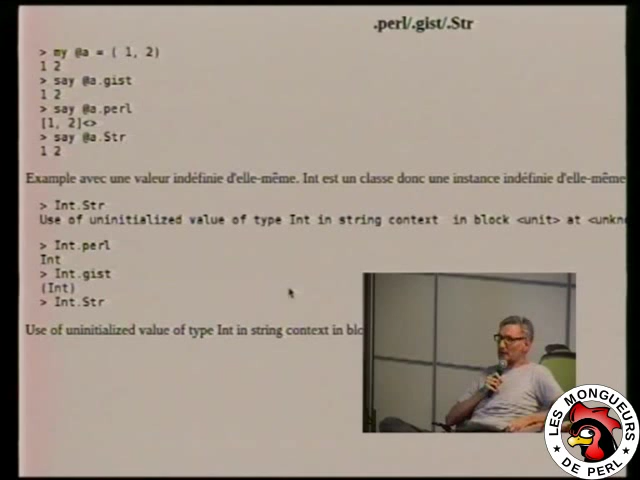 .perl/.gist/.Str
> my @a = ( 1, 2)
1 2
> say @a.gist
1 2
> say @a.perl
[1, 2]<>
> say @a.Str
1 2
Example avec une valeur indéfinie d'elle-même. Int est un classe donc une instance indéfinie d'elle-même
> Int.Str
Use of uninitialized value of type Int in string context  in block <unit> at <unkn
> Int.perl
Int
> Int.gist
(Int)
> Int.Str
Use of uninitialized value of type Int in string context in blo
LES MONGUEURS
DE PERL